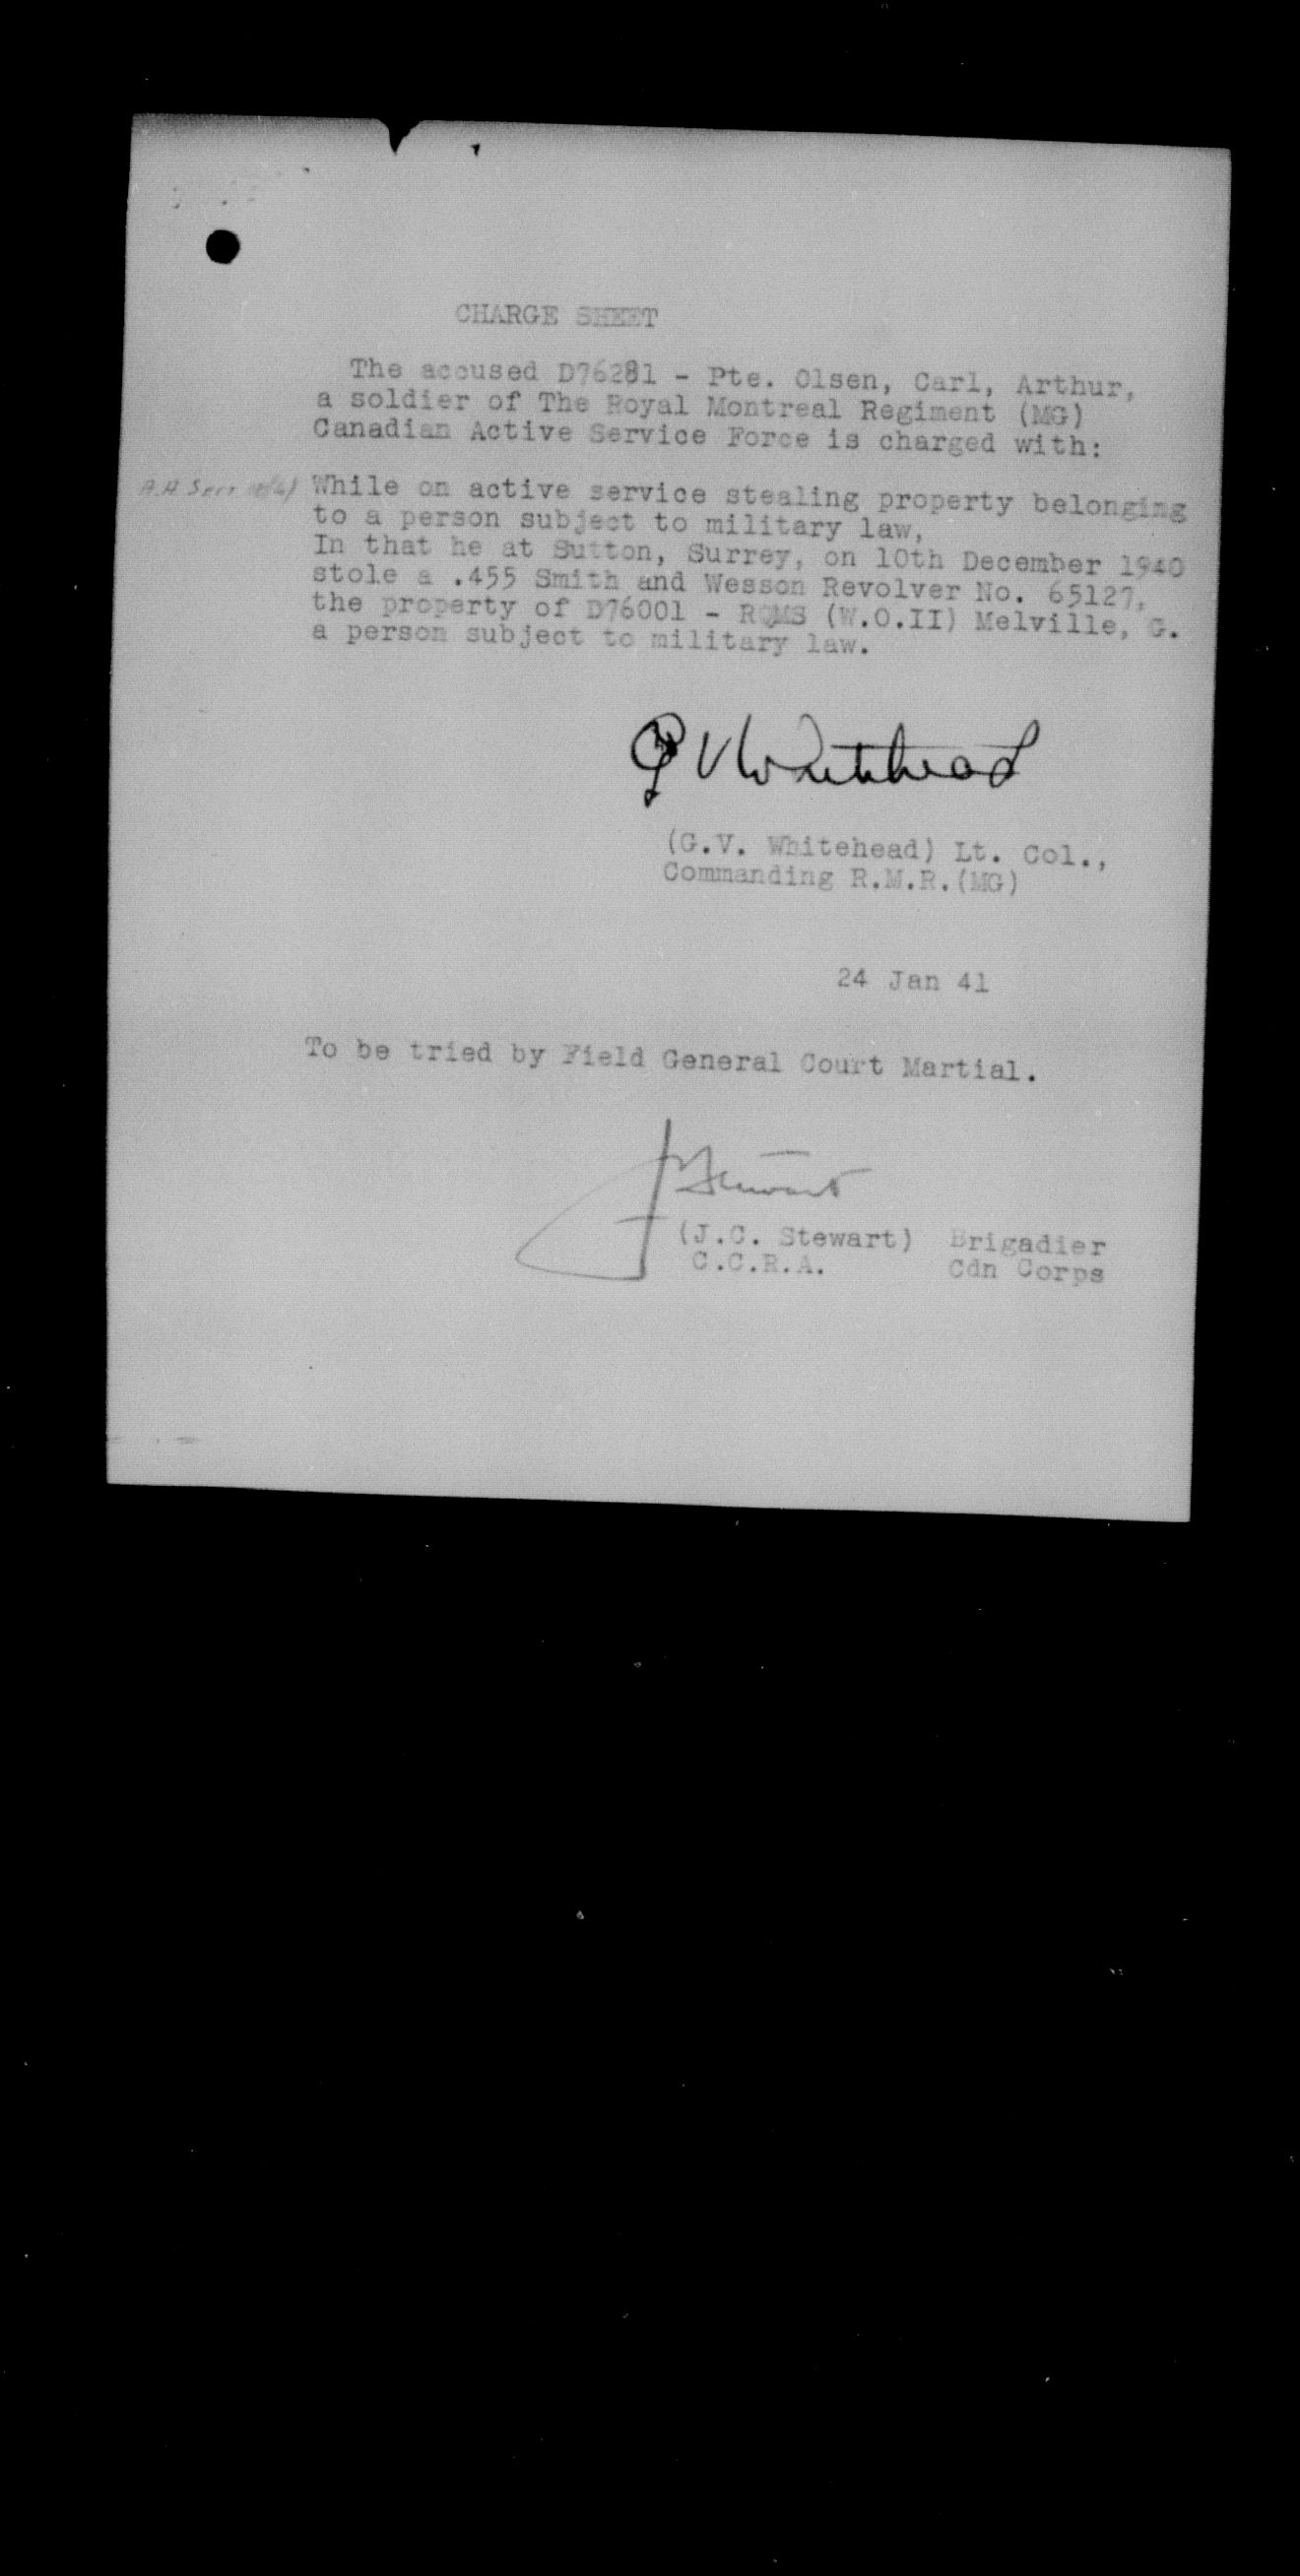 CHARGE SHEET
The accused D76281 - Pte. Olsen, Carl, Arthur,
a soldier of The Royal Montreal Regiment (MG)
Canadian Active Service Force is charged with:
While on active service stealing property belonging
to a person subject to military law,
In that he at Sutton, Surrey, on 10th December 1940
stole a .455 Smith and Wesson Revolver No. 65127,
the property of D76001 - RQMS (W.O.II) Melville, G.
a person subject to military law.
G V Whitehead
(G.V. Whitehead) Lt. Col.,
Commanding R.M.R.(MG)
24 Jan 41
To be tried by Field General Court Martial.
J C Stewart
(J.C. Stewart) Brigadier
C.C.R.A. Cdn Corps